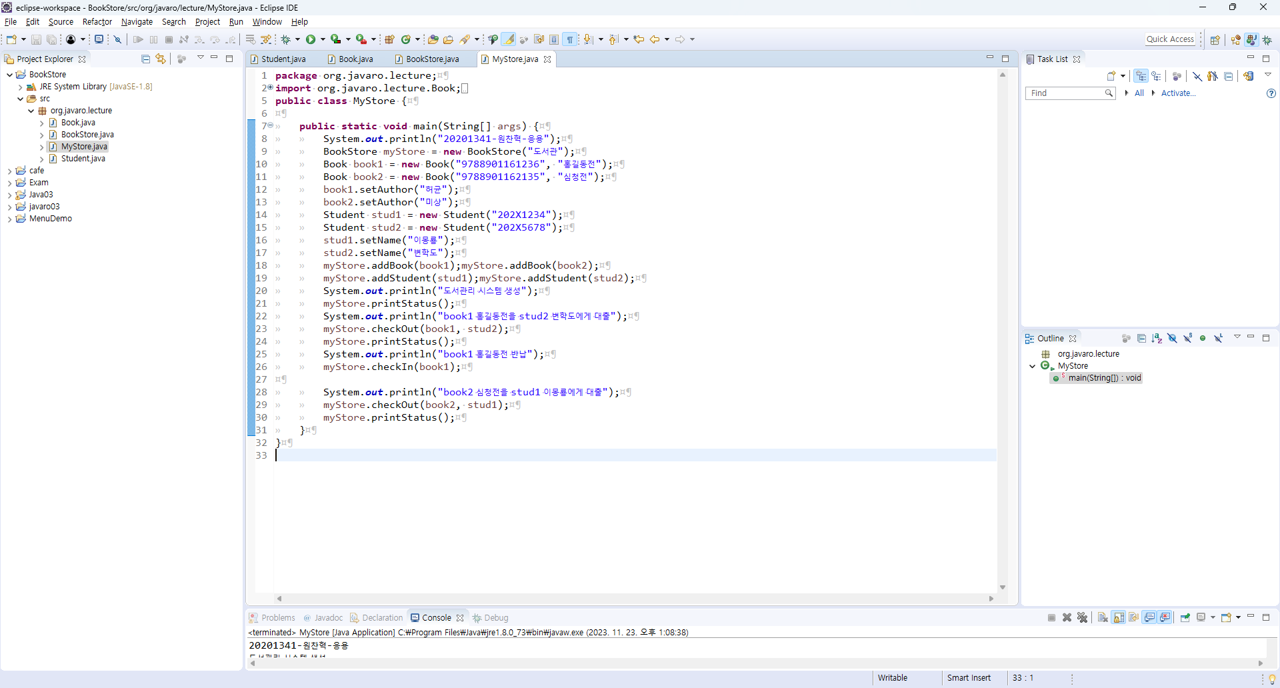 eclipse-workspace - BookStore/src/org/javaro/lecture/MyStore.java - Eclipse IDE
File Edit Source Refactor Navigate Search Project Run Window Help
Quick Access
Project Explorer
BookStore
JRE System Library [JavaSE-1.8]
src
org.javaro.lecture
Book.java
BookStore.java
MyStore.java
Student.java
cafe
Exam
Java03
javaro03
MenuDemo
Student.java Book.java BookStore.java MyStore.java
1 package org.javaro.lecture;
2 import org.javaro.lecture.Book;
5 public class MyStore {
6
7 public static void main(String[] args) {
8 System.out.println("20201341-원찬혁-응용");
9 BookStore myStore = new BookStore("도서관");
10 Book book1 = new Book("9788901161236", "홍길동전");
11 Book book2 = new Book("9788901162135", "심청전");
12 book1.setAuthor("허균");
13 book2.setAuthor("미상");
14 Student stud1 = new Student("202X1234");
15 Student stud2 = new Student("202X5678");
16 stud1.setName("이몽룡");
17 stud2.setName("변학도");
18 myStore.addBook(book1);myStore.addBook(book2);
19 myStore.addStudent(stud1);myStore.addStudent(stud2);
20 System.out.println("도서관리 시스템 생성");
21 myStore.printStatus();
22 System.out.println("book1 홍길동전을 stud2 변학도에게 대출");
23 myStore.checkOut(book1, stud2);
24 myStore.printStatus();
25 System.out.println("book1 홍길동전 반납");
26 myStore.checkIn(book1);
27
28 System.out.println("book2 심청전을 stud1 이몽룡에게 대출");
29 myStore.checkOut(book2, stud1);
30 myStore.printStatus();
31 }
32 }
33
Task List
Find All Activate...
Outline
org.javaro.lecture
MyStore
main(String[]) : void
Problems Javadoc Declaration Console Debug
<terminated> MyStore [Java Application] C:₩Program Files₩Java₩jre1.8.0_73₩bin₩javaw.exe (2023. 11. 23. 오후 1:08:38)
20201341-원찬혁-응용
도서관리 시스템 생성
Writable Smart Insert 33 : 1